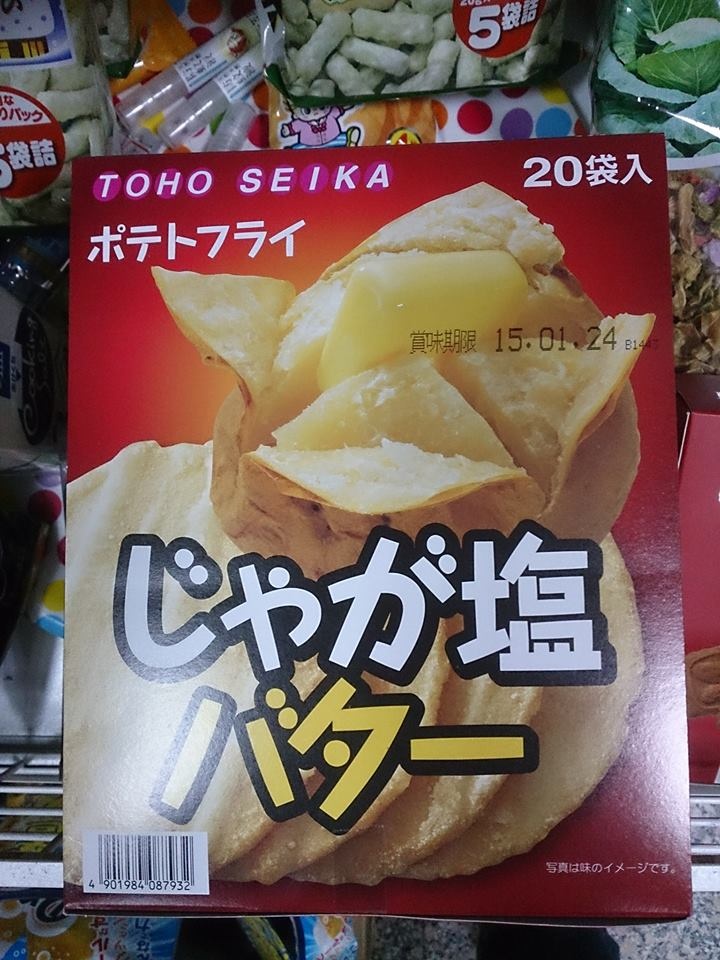 5袋詰
袋詰
TOHO SEIKA
20袋入
ポテトフライ
賞味期限 15.01.24 B1447
じゃが塩
バター
4 901984 087932
写真は味のイメージです。